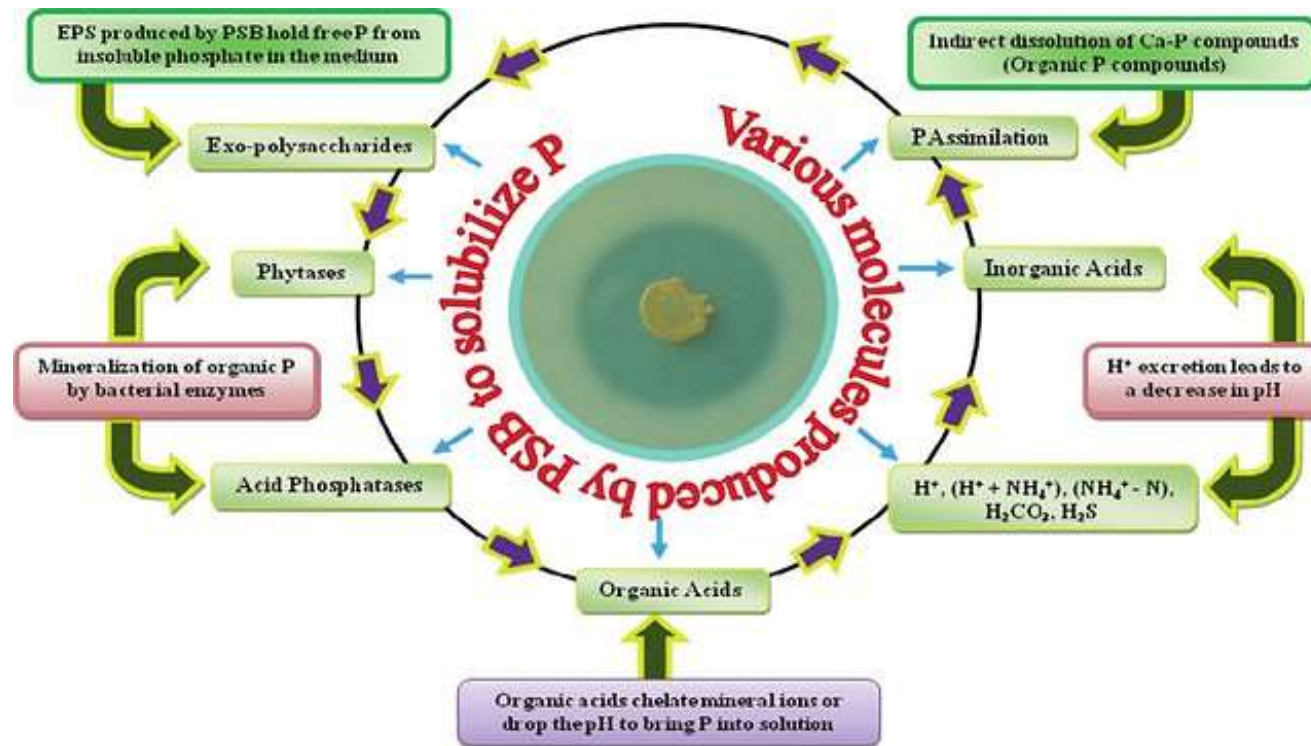 EPS produced by PSB hold free P from
insoluble phosphate in the medium
Indirect dissolution of Ca-P compounds
(Organic P compounds)
Exo-polysaccharides
P Assimilation
Various molecules produced by PSB to solubilize P
Phytases
Inorganic Acids
Mineralization of organic P
by bacterial enzymes
H⁺ excretion leads to
a decrease in pH
Acid Phosphatases
H⁺, (H⁺ + NH₄⁺), (NH₄⁺ - N),
H₂CO₃, H₂S
Organic Acids
Organic acids chelate mineral ions or
drop the pH to bring P into solution